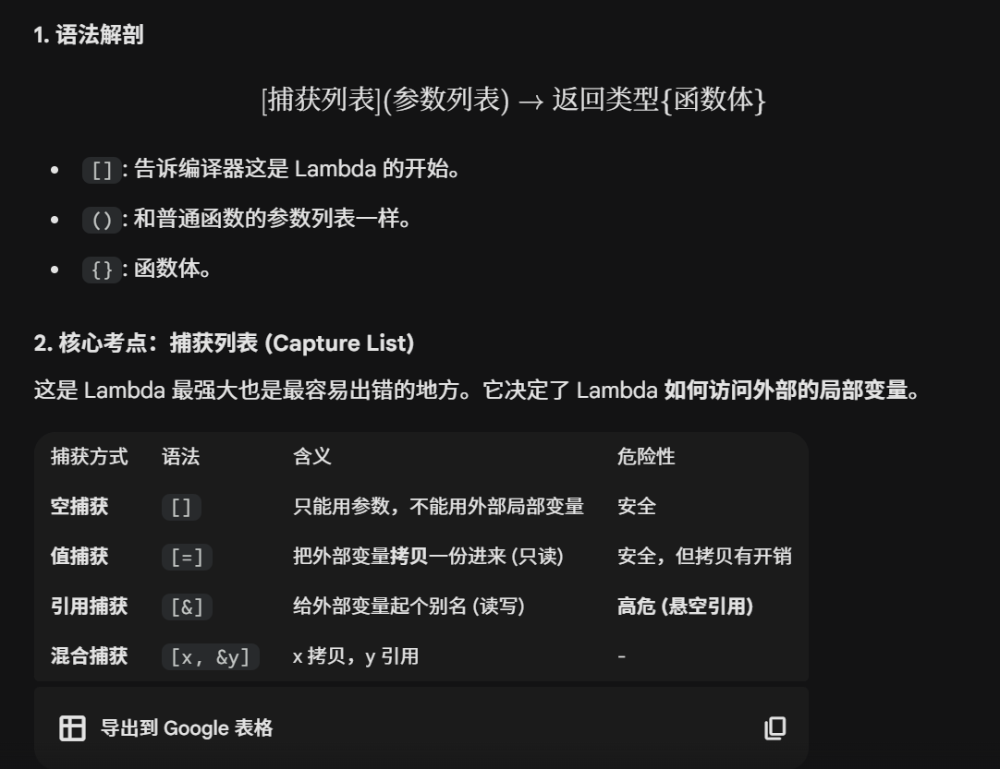 1. 语法解剖
[捕获列表](参数列表) → 返回类型{函数体}
• []: 告诉编译器这是 Lambda 的开始。
• (): 和普通函数的参数列表一样。
• {}: 函数体。
2. 核心考点：捕获列表 (Capture List)
这是 Lambda 最强大也是最容易出错的地方。它决定了 Lambda 如何访问外部的局部变量。
捕获方式 语法 含义 危险性
空捕获 [] 只能用参数，不能用外部局部变量 安全
值捕获 [=] 把外部变量拷贝一份进来 (只读) 安全，但拷贝有开销
引用捕获 [&] 给外部变量起个别名 (读写) 高危 (悬空引用)
混合捕获 [x, &y] x 拷贝，y 引用 -
导出到 Google 表格